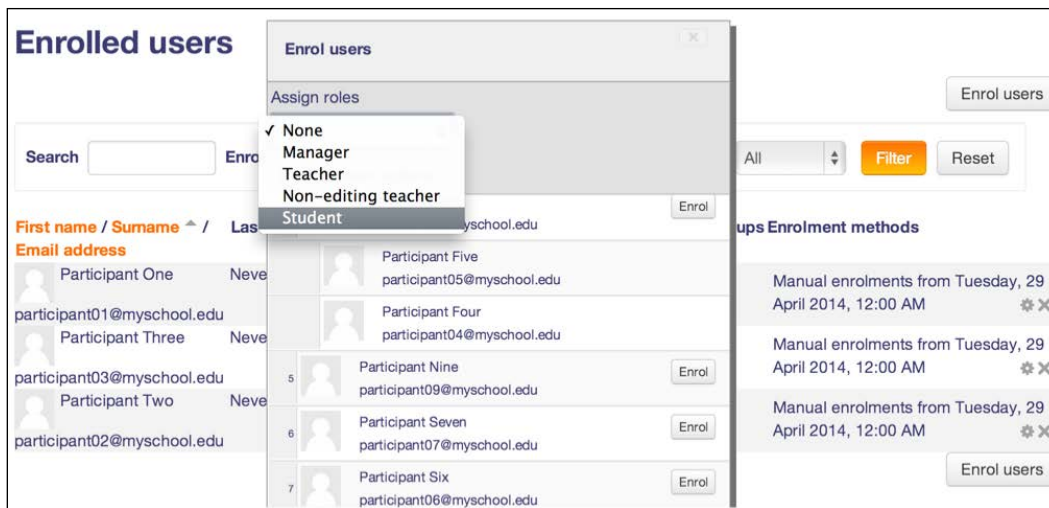 Enrolled users
Enrol users
Assign roles
✓ None
Manager
Teacher
Non-editing teacher
Student
Enrol users
Search
Enro
All
Filter
Reset
First name / Surname / Las
Email address
ups Enrolment methods
yschool.edu
Enrol
Participant Five
participant05@myschool.edu
Participant Four
participant04@myschool.edu
5 Participant Nine
participant09@myschool.edu
Enrol
6 Participant Seven
participant07@myschool.edu
Enrol
7 Participant Six
participant06@myschool.edu
Enrol
Participant One Neve
participant01@myschool.edu
Manual enrolments from Tuesday, 29
April 2014, 12:00 AM
Participant Three Neve
participant03@myschool.edu
Manual enrolments from Tuesday, 29
April 2014, 12:00 AM
Participant Two Neve
participant02@myschool.edu
Manual enrolments from Tuesday, 29
April 2014, 12:00 AM
Enrol users